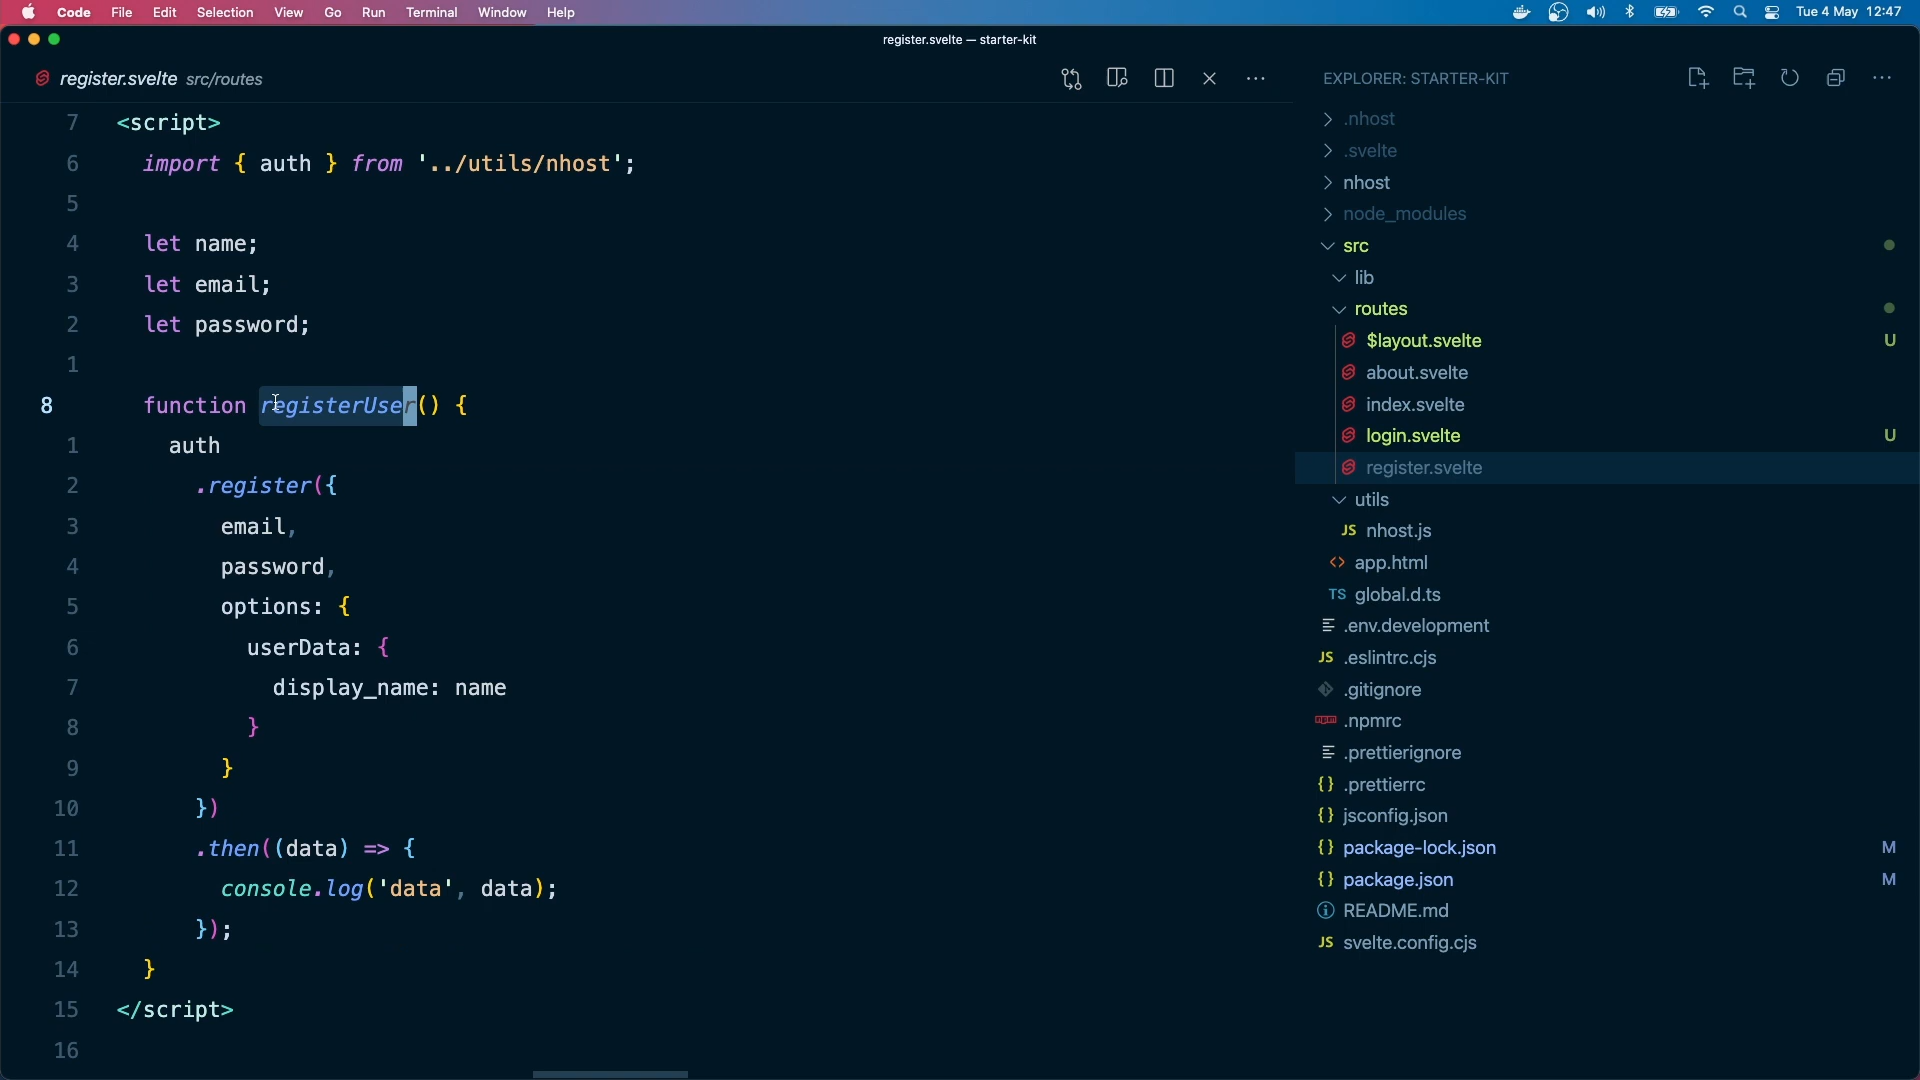 Code File Edit Selection View Go Run Terminal Window Help Tue 4 May 12:47
register.svelte — starter-kit
register.svelte src/routes
7 <script>
6 import { auth } from '../utils/nhost';
5
4 let name;
3 let email;
2 let password;
1
8 function registerUser() {
1 auth
2 .register({
3 email,
4 password,
5 options: {
6 userData: {
7 display_name: name
8 }
9 }
10 })
11 .then((data) => {
12 console.log('data', data);
13 });
14 }
15 </script>
16
EXPLORER: STARTER-KIT
.nhost
.svelte
nhost
node_modules
src
lib
routes
$layout.svelte U
about.svelte
index.svelte
login.svelte U
register.svelte
utils
JS nhost.js
<> app.html
TS global.d.ts
.env.development
JS .eslintrc.cjs
.gitignore
npm .npmrc
.prettierignore
{} .prettierrc
{} jsconfig.json
{} package-lock.json M
{} package.json M
README.md
JS svelte.config.cjs